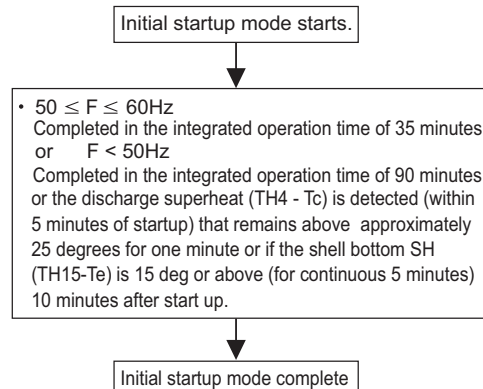 Initial startup mode starts.
• 50 ≤ F ≤ 60Hz
Completed in the integrated operation time of 35 minutes
or F < 50Hz
Completed in the integrated operation time of 90 minutes
or the discharge superheat (TH4 - Tc) is detected (within
5 minutes of startup) that remains above approximately
25 degrees for one minute or if the shell bottom SH
(TH15-Te) is 15 deg or above (for continuous 5 minutes)
10 minutes after start up.
Initial startup mode complete